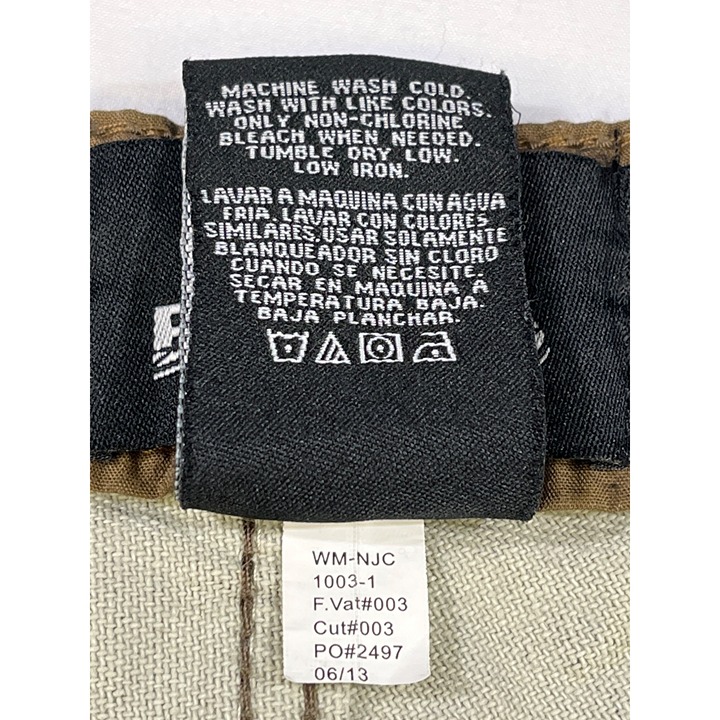 MACHINE WASH COLD.
WASH WITH LIKE COLORS.
ONLY NON-CHLORINE
BLEACH WHEN NEEDED.
TUMBLE DRY LOW.
LOW IRON.
LAVAR A MAQUINA CON AGUA
FRIA. LAVAR CON COLORES
SIMILARES.USAR SOLAMENTE
BLANQUEADOR SIN CLORO
CUANDO SE NECESITE.
SECAR EN MAQUINA A
TEMPERATURA BAJA.
BAJA PLANCHAR.
WM-NJC
1003-1
F.Vat#003
Cut#003
PO#2497
06/13